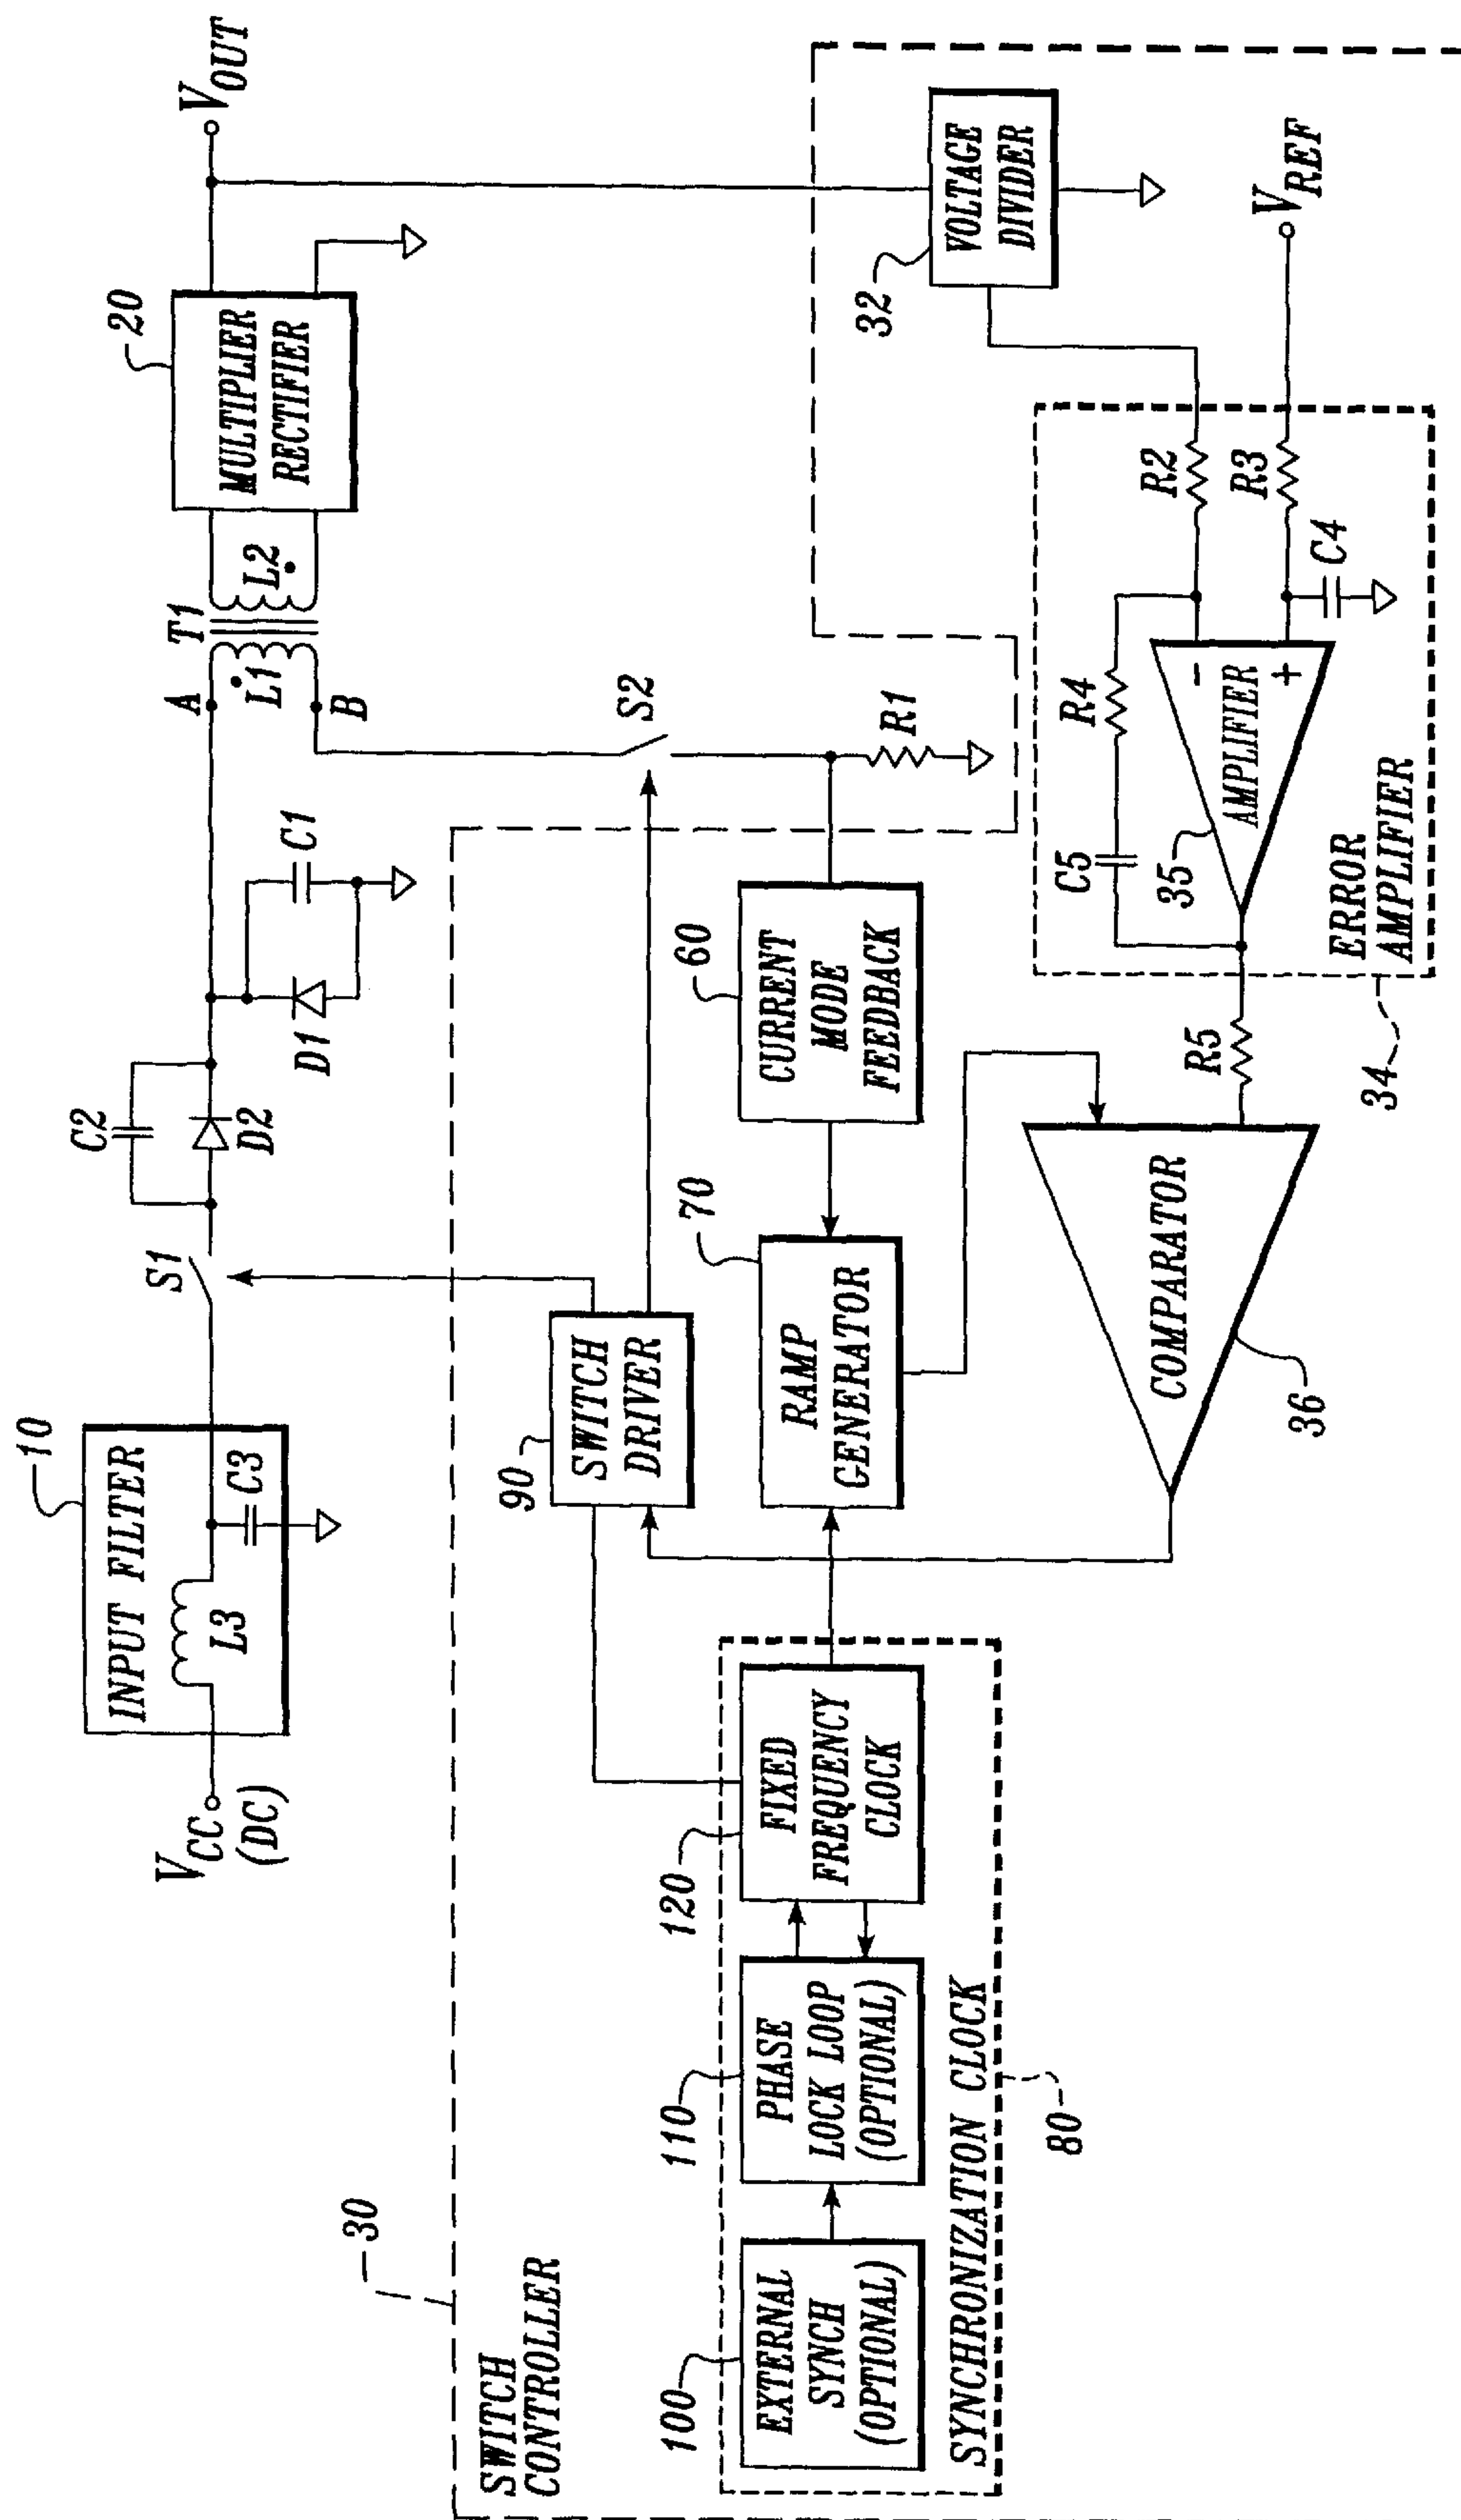 10
INPUT FILTER
L3
C3
VCC
(DC)
S1
C2
D2
D1
C1
A
B
T1
L1
L2
20
MULTIPLIER
RECTIFIER
VOUT
30
SWITCH
CONTROLLER
90
SWITCH
DRIVER
S2
R1
32
VOLTAGE
DIVIDER
100
EXTERNAL
SYNCH
(OPTIONAL)
110
PHASE
LOCK LOOP
(OPTIONAL)
120
FIXED
FREQUENCY
CLOCK
SYNCHRONIZATION CLOCK
80
70
RAMP
GENERATOR
60
CURRENT
MODE
FEEDBACK
COMPARATOR
36
R5
C5
R4
R2
R3
VREF
35
AMPLIFIER
-
+
C4
ERROR
AMPLIFIER
34